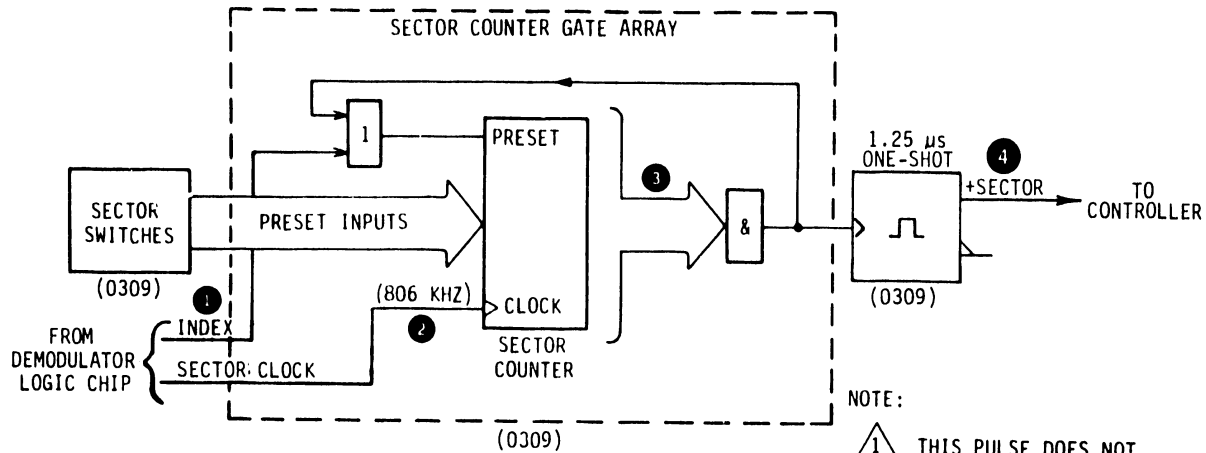 SECTOR COUNTER GATE ARRAY
1
PRESET
1.25 µs
ONE-SHOT
4
+SECTOR
TO
CONTROLLER
3
SECTOR
SWITCHES
PRESET INPUTS
&
(0309)
(806 KHZ)
CLOCK
(0309)
1
2
FROM
DEMODULATOR
LOGIC CHIP
INDEX
SECTOR CLOCK
SECTOR
COUNTER
(0309)
NOTE:
1 THIS PULSE DOES NOT